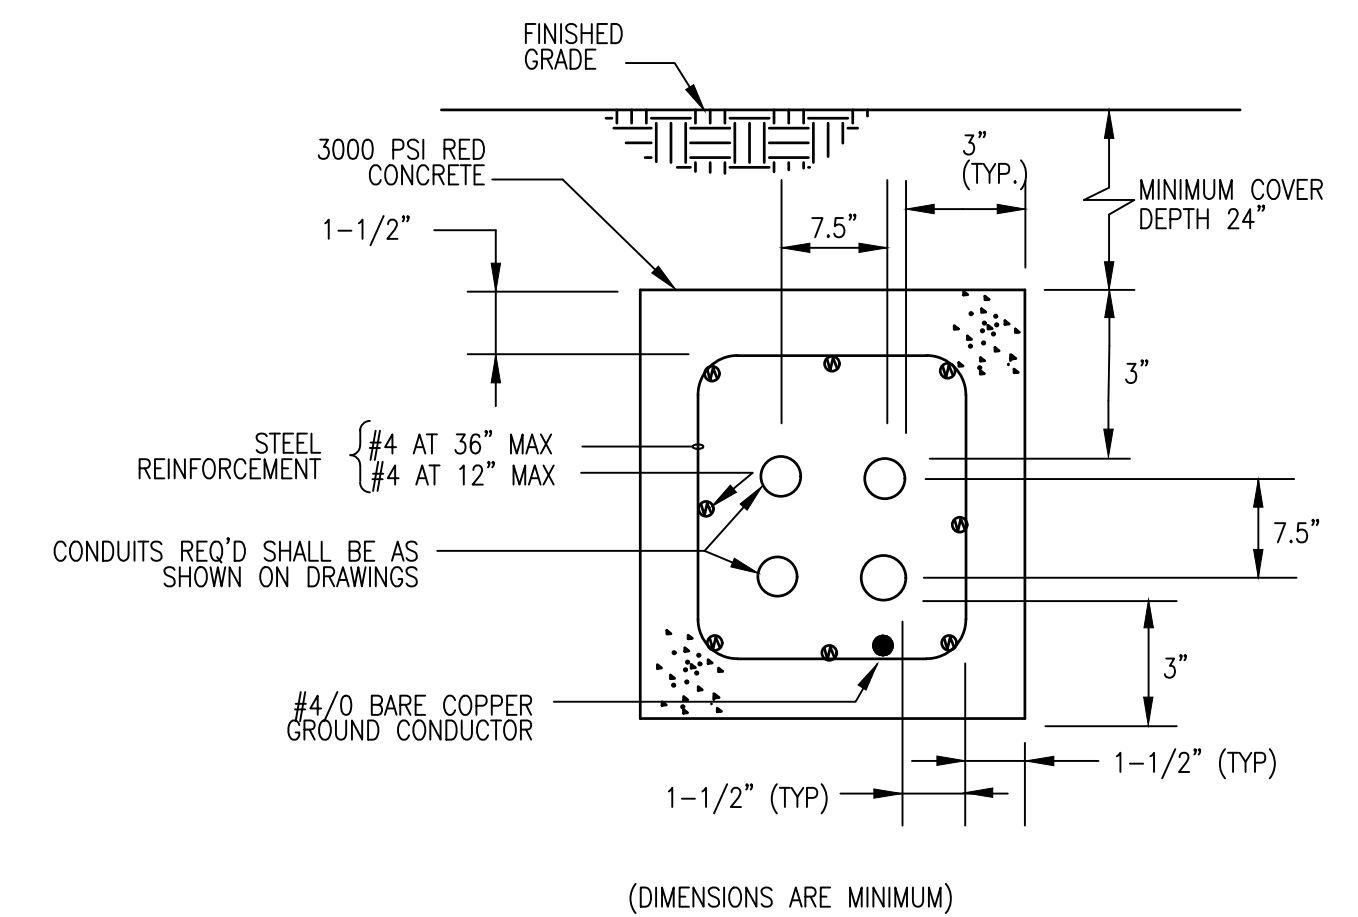 FINISHED
GRADE
3000 PSI RED
CONCRETE
3"
(TYP.)
MINIMUM COVER
DEPTH 24"
1-1/2"
7.5"
3"
STEEL
REINFORCEMENT
#4 AT 36" MAX
#4 AT 12" MAX
7.5"
CONDUITS REQ'D SHALL BE AS
SHOWN ON DRAWINGS
3"
#4/0 BARE COPPER
GROUND CONDUCTOR
1-1/2" (TYP)
1-1/2" (TYP)
(DIMENSIONS ARE MINIMUM)